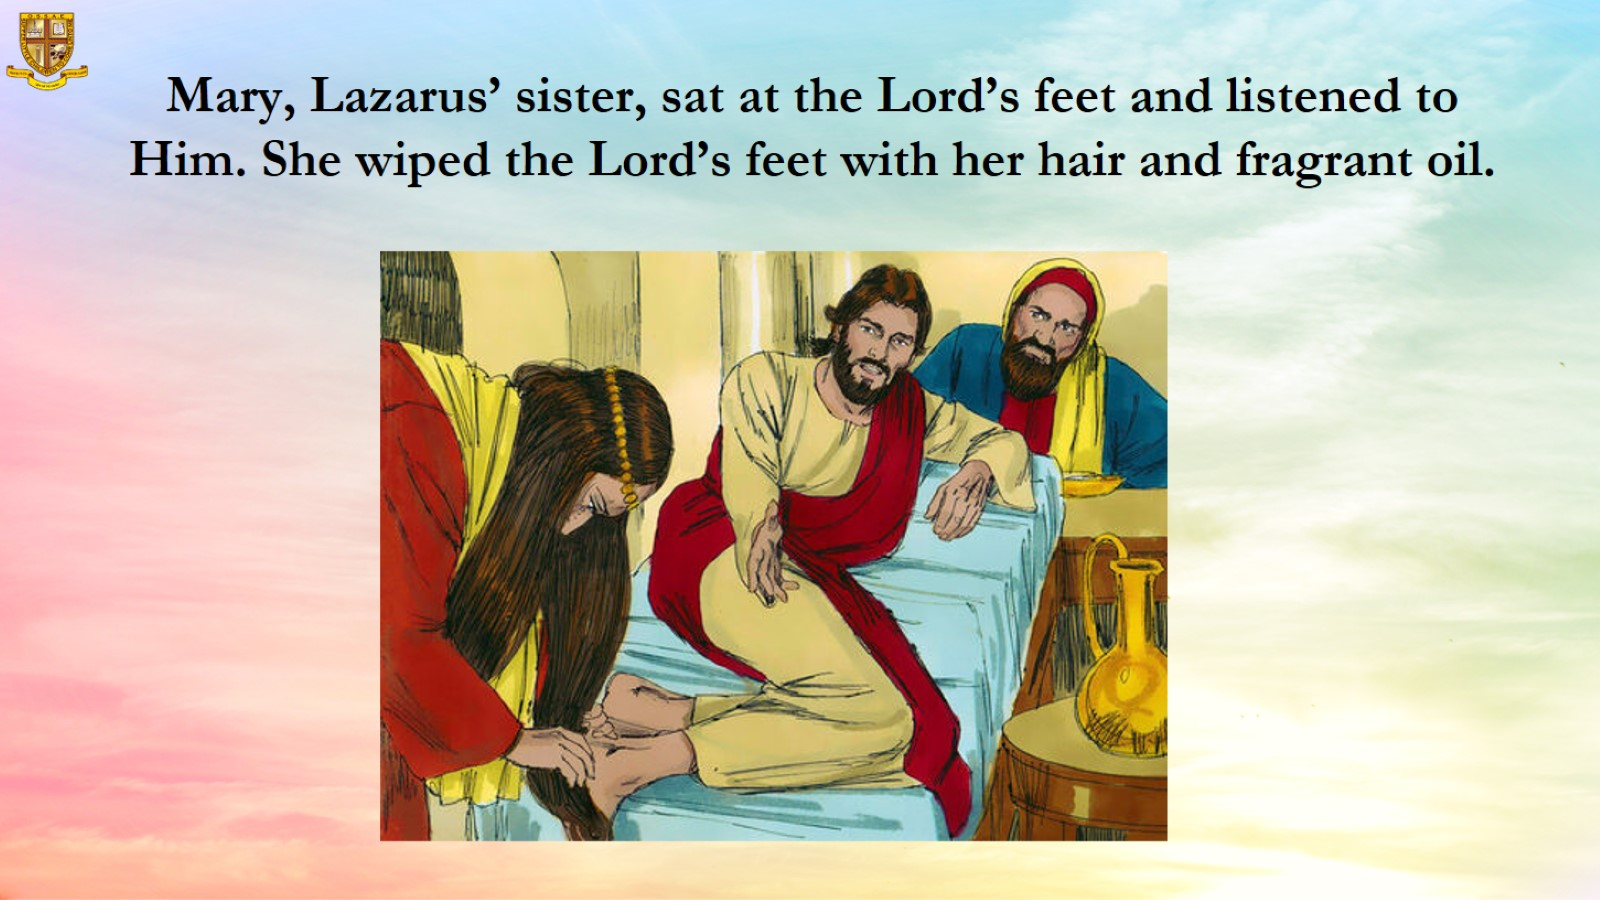 Mary, Lazarus’ sister, sat at the Lord’s feet and listened to
Him. She wiped the Lord’s feet with her hair and fragrant oil.